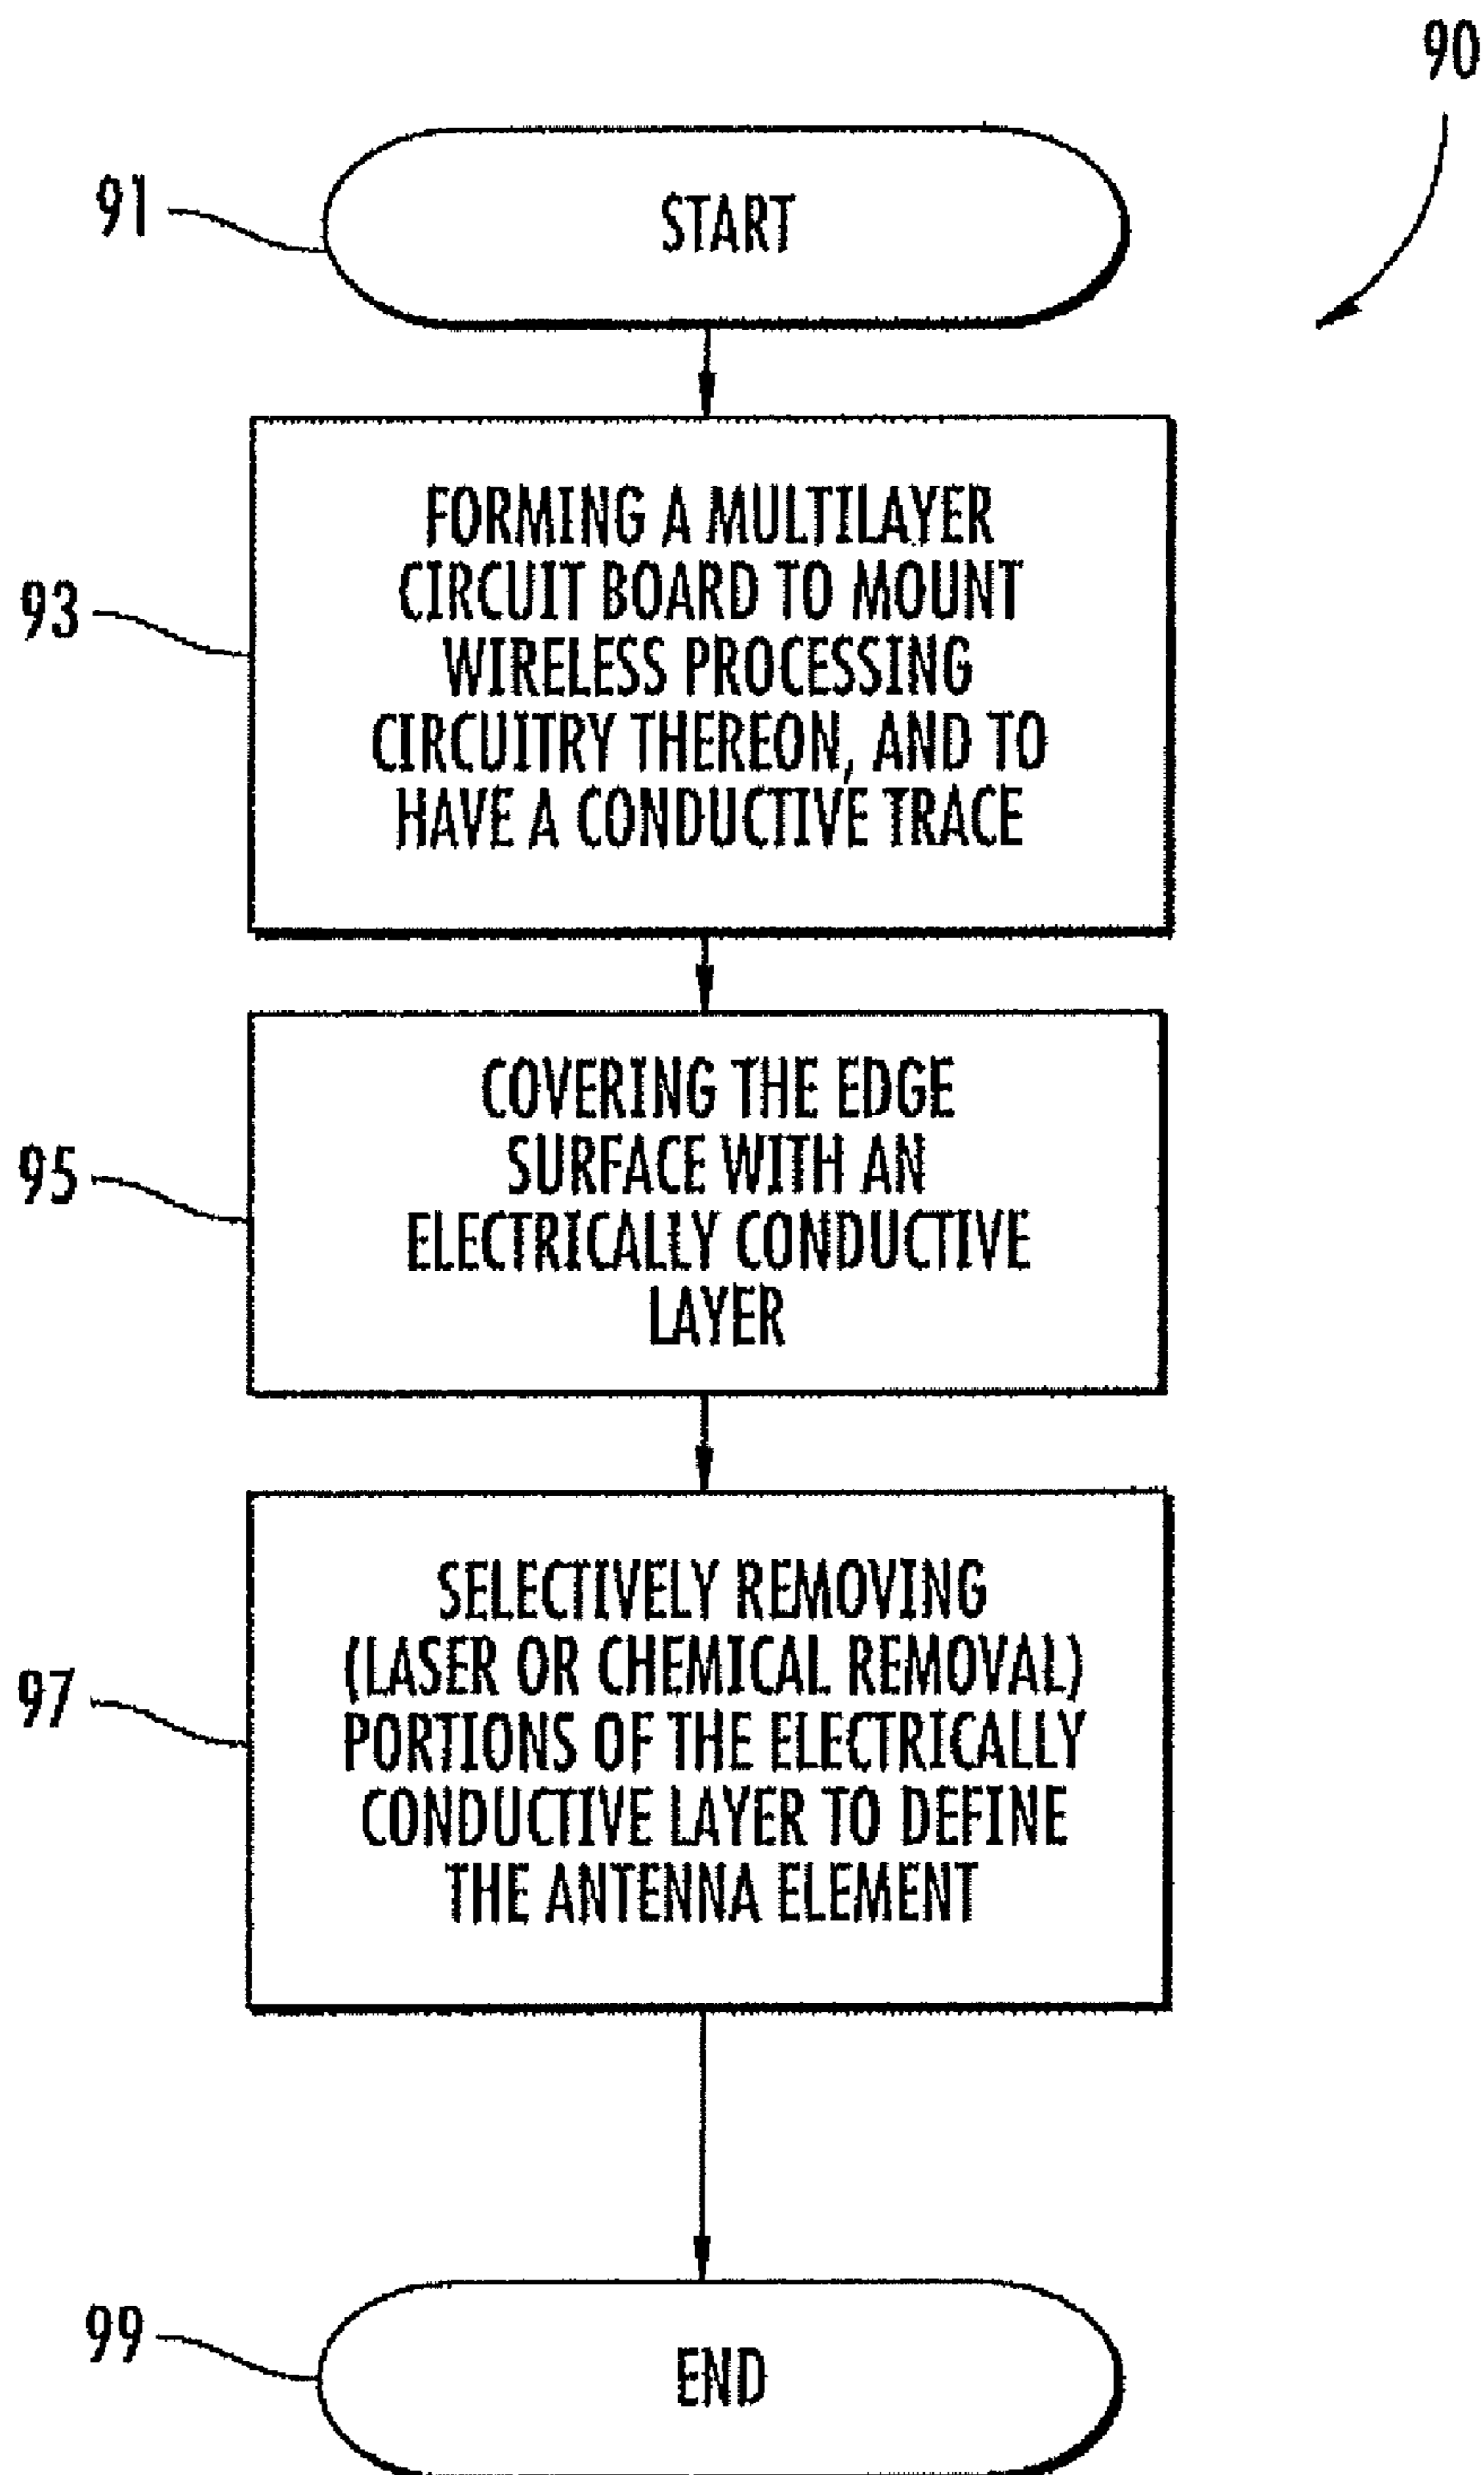 90
91
START
93
FORMING A MULTILAYER
CIRCUIT BOARD TO MOUNT
WIRELESS PROCESSING
CIRCUITRY THEREON, AND TO
HAVE A CONDUCTIVE TRACE
95
COVERING THE EDGE
SURFACE WITH AN
ELECTRICALLY CONDUCTIVE
LAYER
97
SELECTIVELY REMOVING
(LASER OR CHEMICAL REMOVAL)
PORTIONS OF THE ELECTRICALLY
CONDUCTIVE LAYER TO DEFINE
THE ANTENNA ELEMENT
99
END